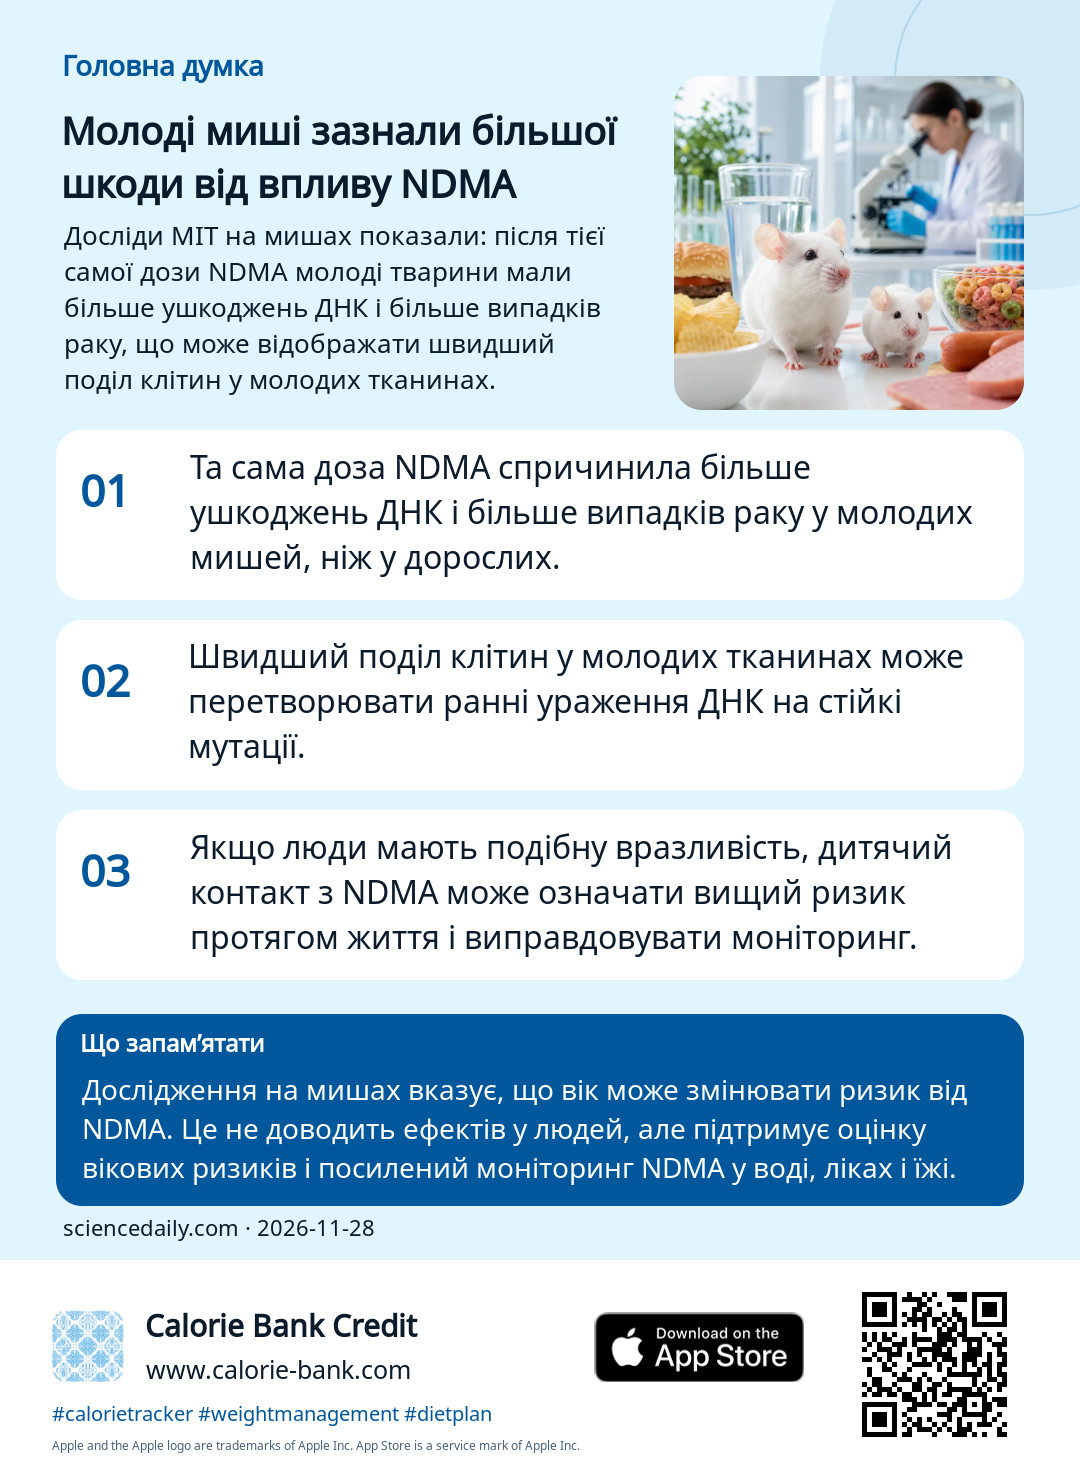 Головна думка
Молоді миші зазнали більшої
шкоди від впливу NDMA
Досліди MIT на мишах показали: після тієї
самої дози NDMA молоді тварини мали
більше ушкоджень ДНК і більше випадків
раку, що може відображати швидший
поділ клітин у молодих тканинах.
01
Та сама доза NDMA спричинила більше
ушкоджень ДНК і більше випадків раку у молодих
мишей, ніж у дорослих.
02
Швидший поділ клітин у молодих тканинах може
перетворювати ранні ураження ДНК на стійкі
мутації.
03
Якщо люди мають подібну вразливість, дитячий
контакт з NDMA може означати вищий ризик
протягом життя і виправдовувати моніторинг.
Що запам’ятати
Дослідження на мишах вказує, що вік може змінювати ризик від
NDMA. Це не доводить ефектів у людей, але підтримує оцінку
вікових ризиків і посилений моніторинг NDMA у воді, ліках і їжі.
sciencedaily.com · 2026-11-28
Calorie Bank Credit
www.calorie-bank.com
Download on the
App Store
#calorietracker #weightmanagement #dietplan
Apple and the Apple logo are trademarks of Apple Inc. App Store is a service mark of Apple Inc.